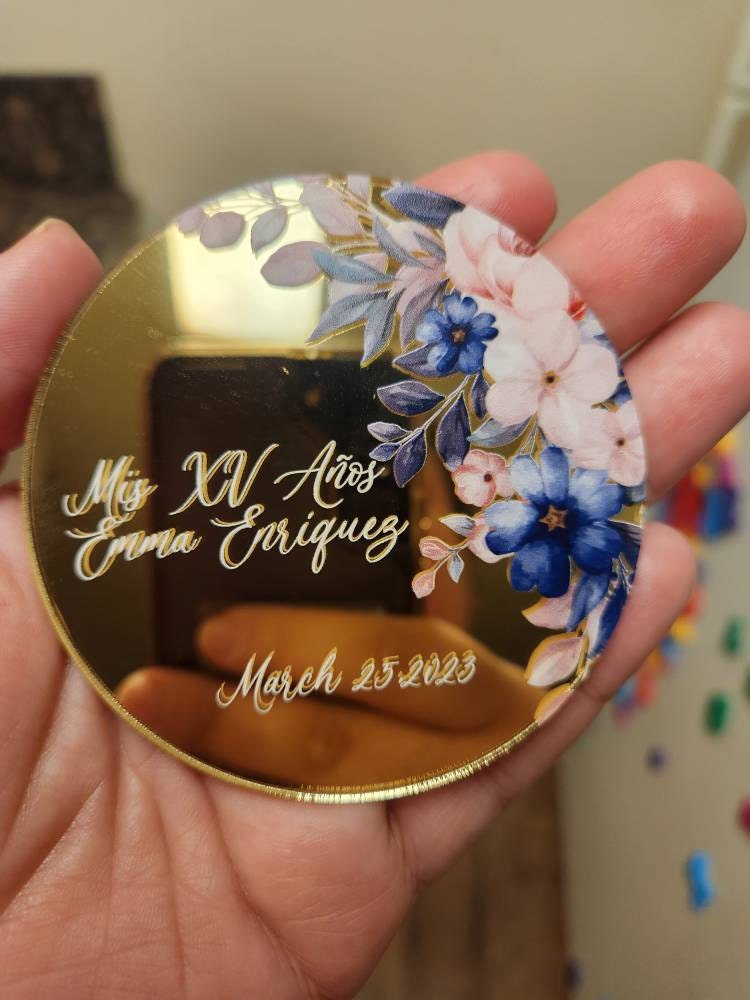 Mis XV Años
Emma Enriquez
March 25 2023